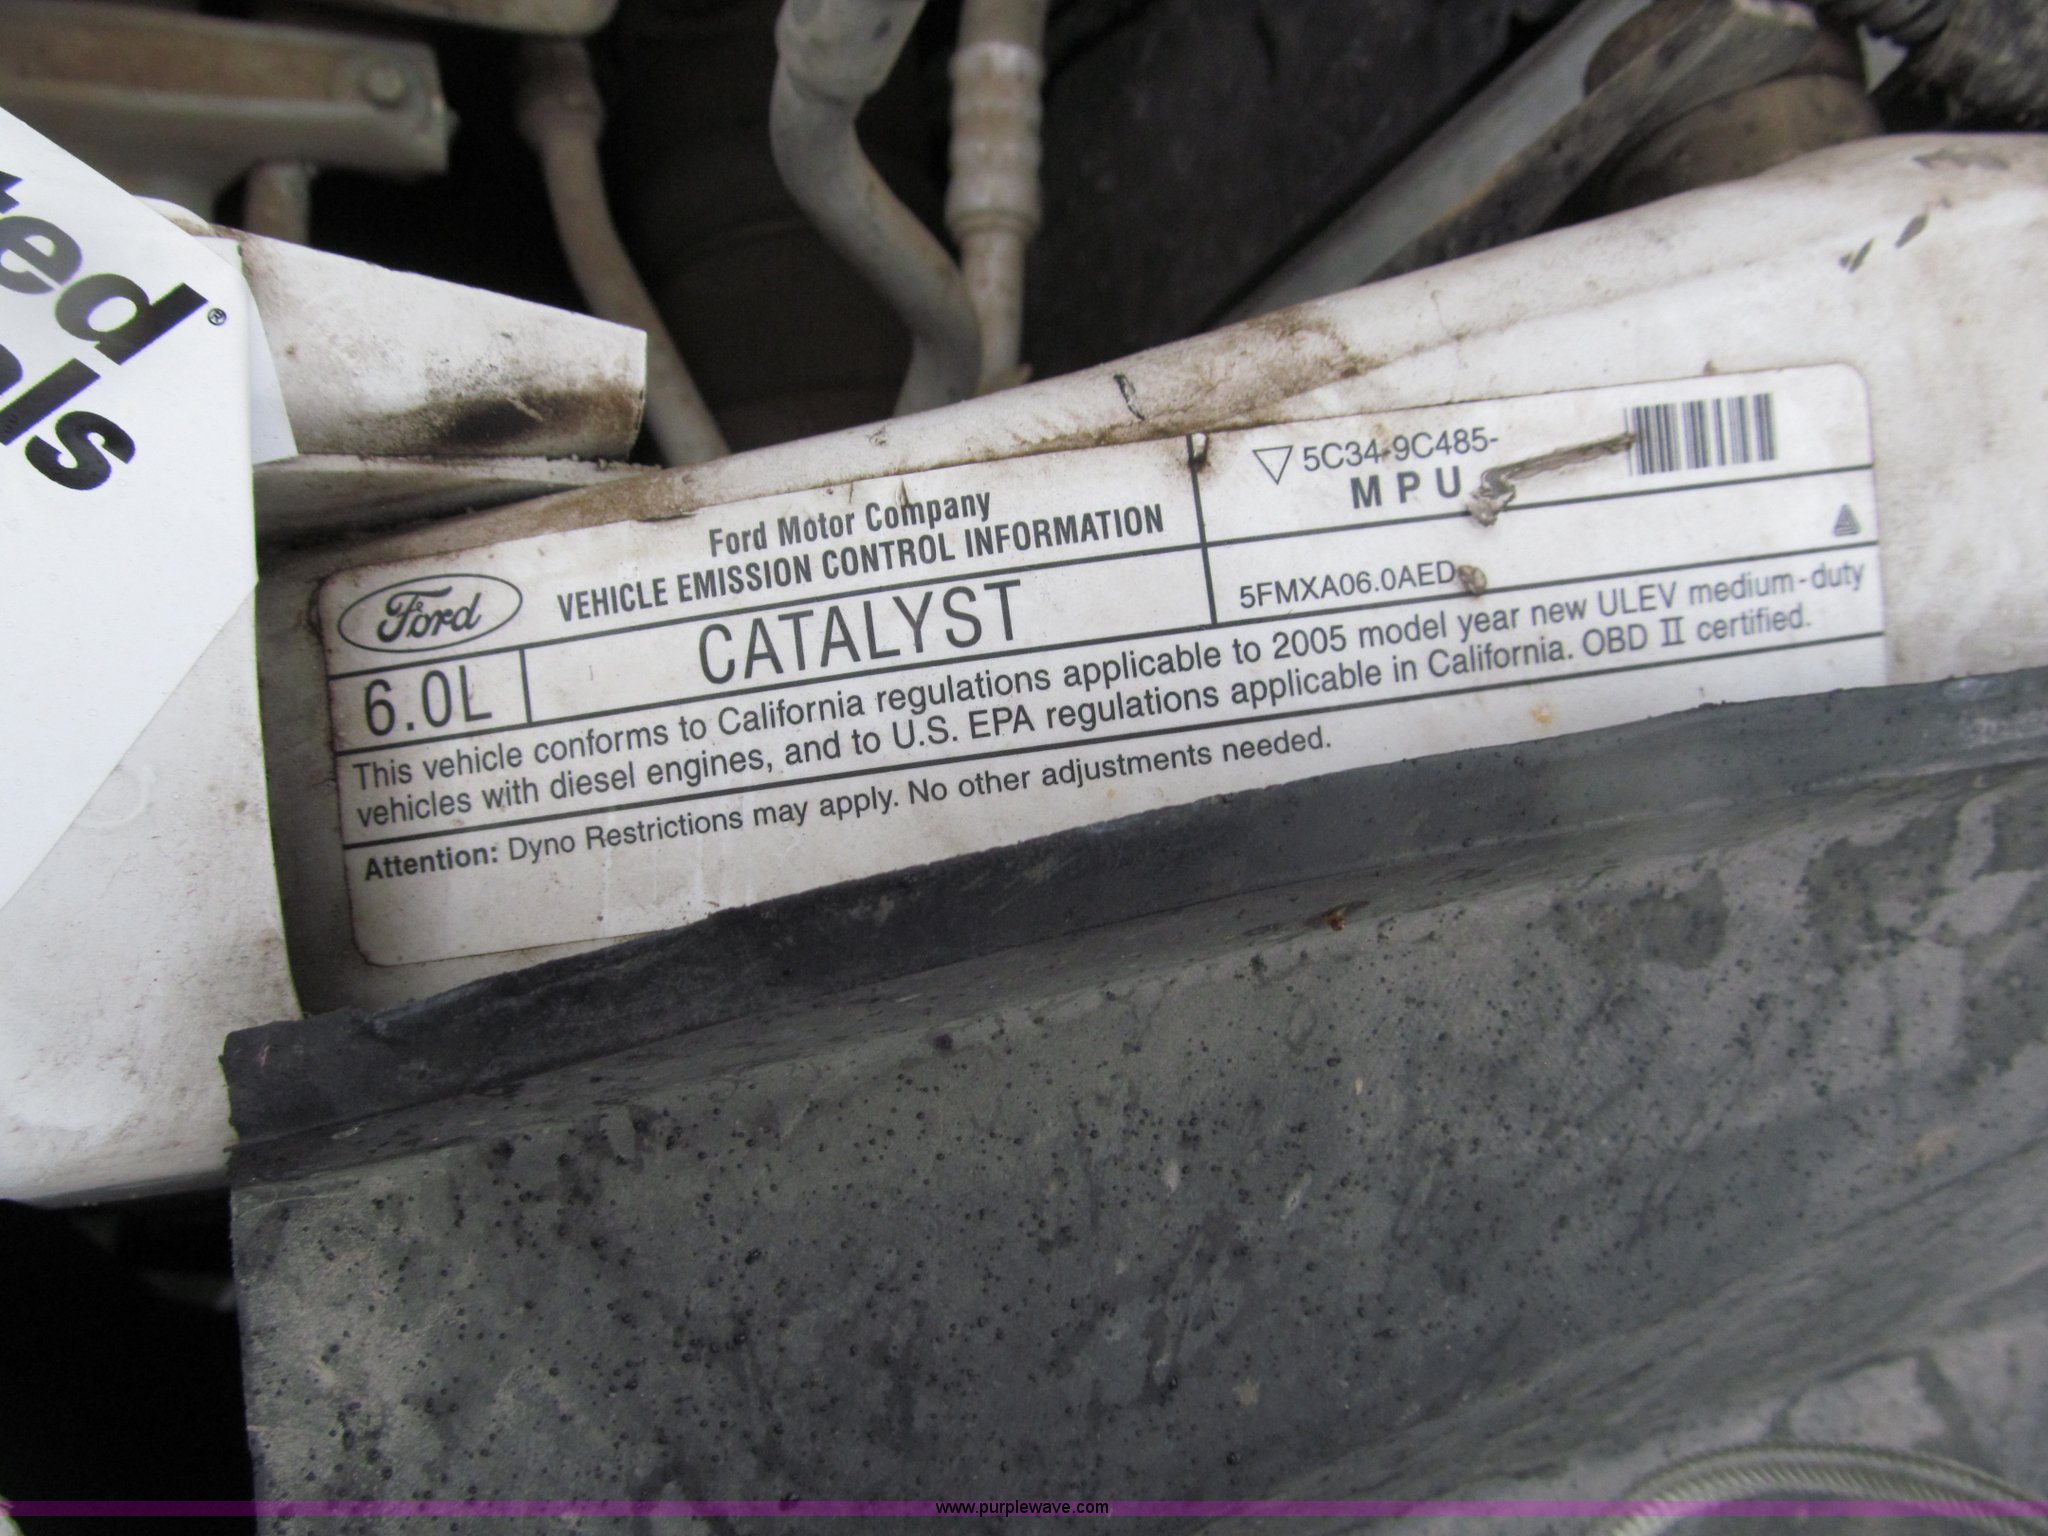 ted®
als
Ford
Ford Motor Company
VEHICLE EMISSION CONTROL INFORMATION
5C34-9C485-
MPU
6.0L
CATALYST
5FMXA06.0AED
This vehicle conforms to California regulations applicable to 2005 model year new ULEV medium-duty
vehicles with diesel engines, and to U.S. EPA regulations applicable in California. OBD II certified.
Attention: Dyno Restrictions may apply. No other adjustments needed.
www.purplewave.com